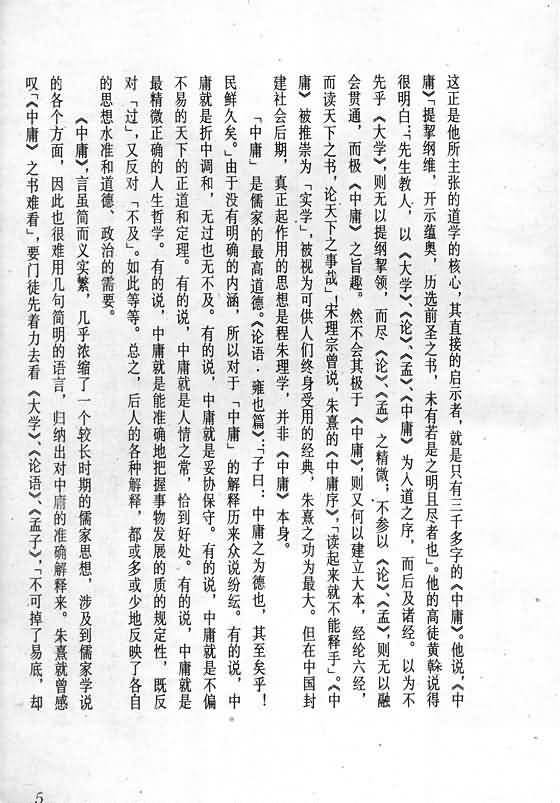 这正是他所主张的道学的核心，其直接的启示者，就是只有三千多字的《中庸》。他说，《中
庸》“提挈纲维，开示蕴奥，历选前圣之书，未有若是之明且尽者也”。他的高徒黄榦说得
很明白：“先生教人，以《大学》、《论》、《孟》、《中庸》为入道之序，而后及诸经。以为不
先乎《大学》，则无以提纲挈领，而尽《论》、《孟》之精微；不参以《论》、《孟》，则无以融
会贯通，而极《中庸》之旨趣。然不会其极于《中庸》，则又何以建立大本，经纶六经，
而读天下之书，论天下之事哉”！宋理宗曾说，朱熹的《中庸序》，“读起来就不能释手”。《中
庸》被推崇为“实学”，被视为可供人们终身受用的经典，朱熹之功为最大。但在中国封
建社会后期，真正起作用的思想是程朱理学，并非《中庸》本身。
“中庸”是儒家的最高道德。《论语·雍也篇》：“子曰：中庸之为德也，其至矣乎！
民鲜久矣。”由于没有明确的内涵，所以对于“中庸”的解释历来众说纷纭。有的说，中
庸就是折中调和，无过也无不及。有的说，中庸就是妥协保守。有的说，中庸就是不偏
不易的天下的正道和定理。有的说，中庸就是人情之常，恰到好处。有的说，中庸就是
最精微正确的人生哲学。有的说，中庸就是能准确地把握事物发展的质的规定性，既反
对“过”，又反对“不及”。如此等等。总之，后人的各种解释，都或多或少地反映了各自
的思想水准和道德、政治的需要。
《中庸》，言虽简而义实繁，几乎浓缩了一个较长时期的儒家思想，涉及到儒家学说
的各个方面，因此也很难用几句简明的语言，归纳出对中庸的准确解释来。朱熹就曾感
叹“《中庸》之书难看”，要门徒先着力去看《大学》、《论语》、《孟子》，“不可掉了易底，却
5